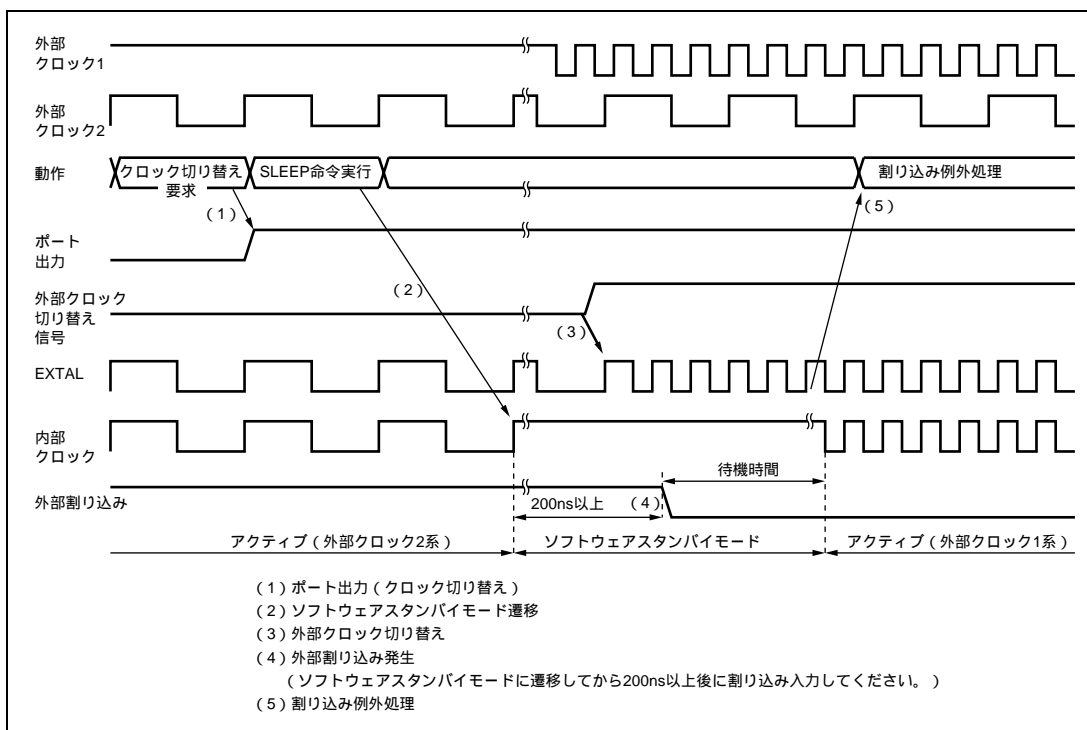 外部
クロック1
外部
クロック2
動作
クロック切り替え
要求
SLEEP命令実行
割り込み例外処理
（1）
（5）
ポート
出力
（2）
外部クロック
切り替え
信号
（3）
EXTAL
内部
クロック
待機時間
外部割り込み
200ns以上
（4）
アクティブ（外部クロック2系）
ソフトウェアスタンバイモード
アクティブ（外部クロック1系）
（1）ポート出力（クロック切り替え）
（2）ソフトウェアスタンバイモード遷移
（3）外部クロック切り替え
（4）外部割り込み発生
（ソフトウェアスタンバイモードに遷移してから200ns以上後に割り込み入力してください。）
（5）割り込み例外処理